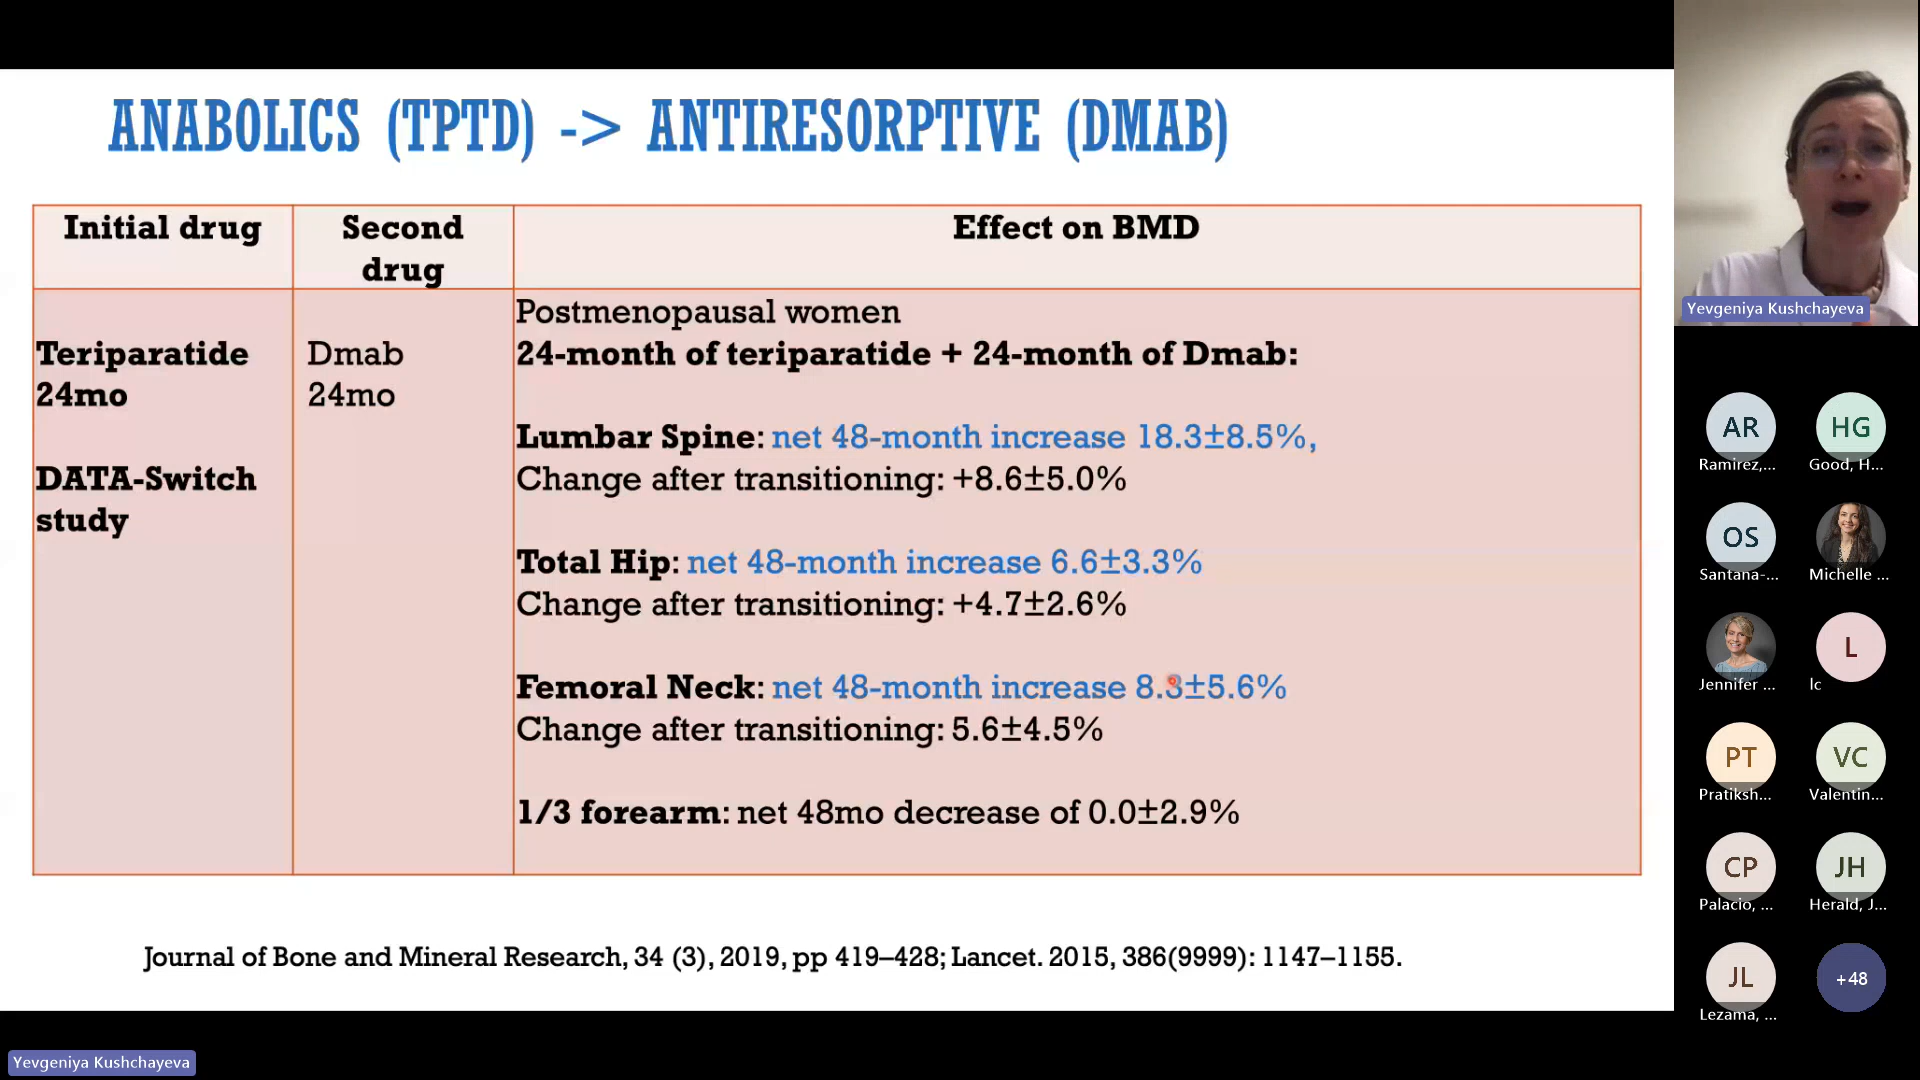 ANABOLICS (TPTD) -> ANTIRESORPTIVE (DMAB)
Initial drug
Second
drug
Effect on BMD
Teriparatide
24mo
DATA-Switch
study
Dmab
24mo
Postmenopausal women
24-month of teriparatide + 24-month of Dmab:
Lumbar Spine: net 48-month increase 18.3±8.5%,
Change after transitioning: +8.6±5.0%
Total Hip: net 48-month increase 6.6±3.3%
Change after transitioning: +4.7±2.6%
Femoral Neck: net 48-month increase 8.3±5.6%
Change after transitioning: 5.6±4.5%
1/3 forearm: net 48mo decrease of 0.0±2.9%
Journal of Bone and Mineral Research, 34 (3), 2019, pp 419–428; Lancet. 2015, 386(9999): 1147–1155.
Yevgeniya Kushchayeva
Yevgeniya Kushchayeva
AR
Ramirez,...
HG
Good, H...
OS
Santana-...
Michelle ...
Jennifer ...
L
lc
PT
Pratiksh...
VC
Valentin...
CP
Palacio, ...
JH
Herald, J...
JL
Lezama, ...
+48